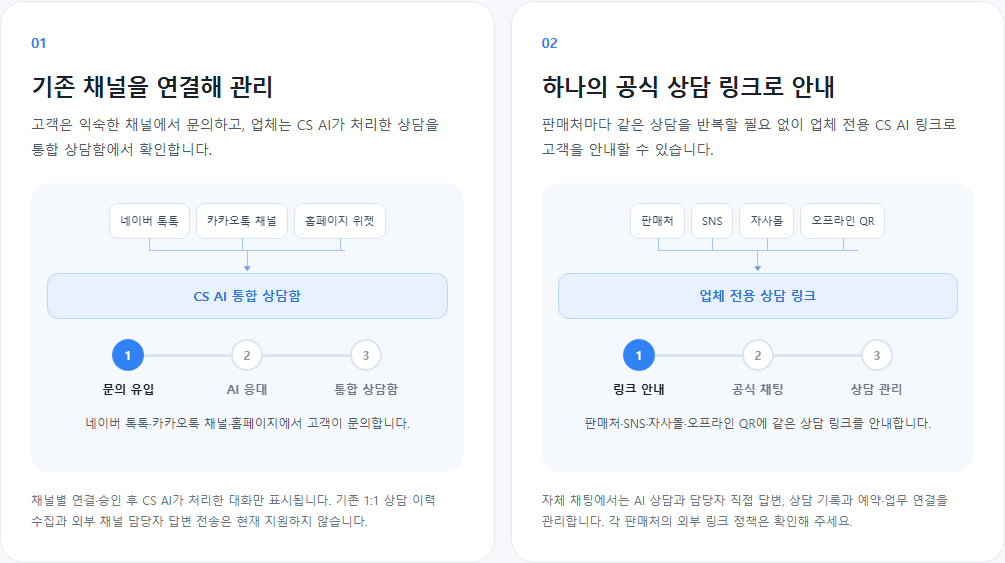 01
기존 채널을 연결해 관리
고객은 익숙한 채널에서 문의하고, 업체는 CS AI가 처리한 상담을
통합 상담함에서 확인합니다.
네이버 톡톡
카카오톡 채널
홈페이지 위젯
CS AI 통합 상담함
1
2
3
문의 유입
AI 응대
통합 상담함
네이버 톡톡·카카오톡 채널·홈페이지에서 고객이 문의합니다.
채널별 연결·승인 후 CS AI가 처리한 대화만 표시됩니다. 기존 1:1 상담 이력
수집과 외부 채널 담당자 답변 전송은 현재 지원하지 않습니다.
02
하나의 공식 상담 링크로 안내
판매처마다 같은 상담을 반복할 필요 없이 업체 전용 CS AI 링크로
고객을 안내할 수 있습니다.
판매처
SNS
자사몰
오프라인 QR
업체 전용 상담 링크
1
2
3
링크 안내
공식 채팅
상담 관리
판매처·SNS·자사몰·오프라인 QR에 같은 상담 링크를 안내합니다.
자체 채팅에서는 AI 상담과 담당자 직접 답변, 상담 기록과 예약·업무 연결을
관리합니다. 각 판매처의 외부 링크 정책은 확인해 주세요.